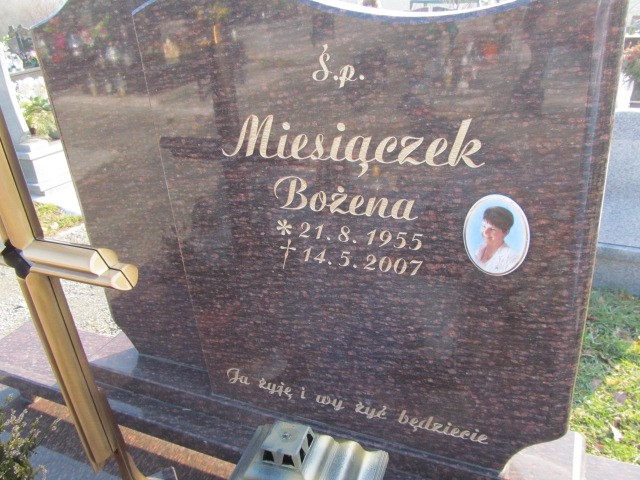 Ś.p.
Miesiączek
Bożena
* 21. 8. 1955
† 14. 5. 2007
Ja żyję i wy żyć będziecie